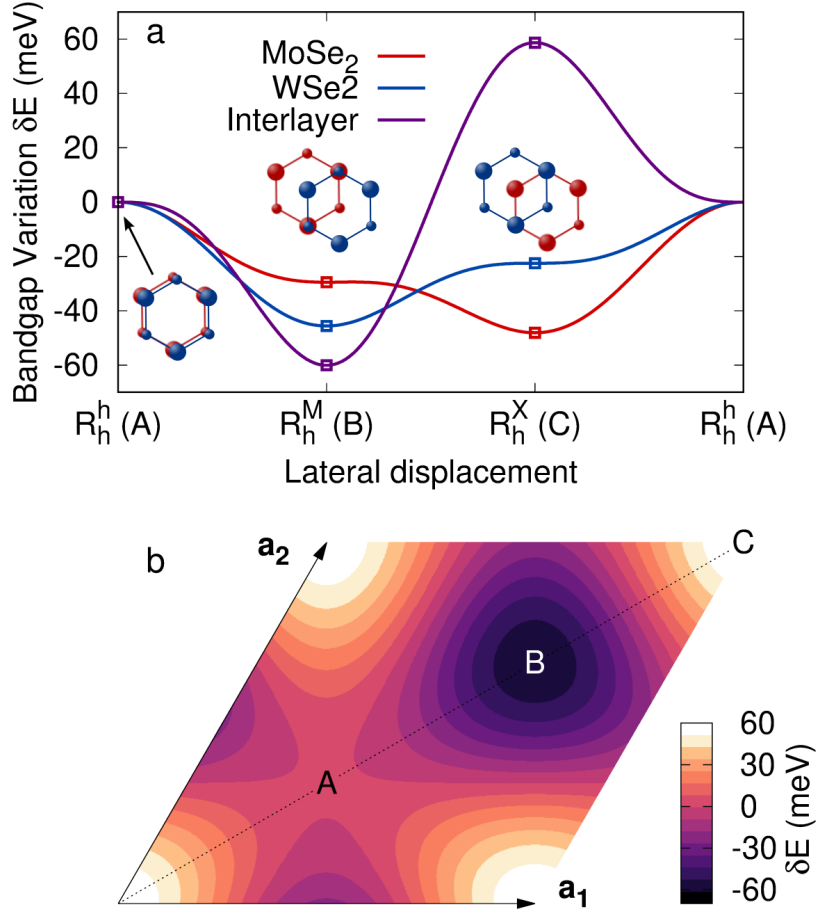 a
MoSe₂
WSe2
Interlayer
Bandgap Variation δE (meV)
60
40
20
0
-20
-40
-60
R_h^h (A)
R_h^M (B)
R_h^X (C)
R_h^h (A)
Lateral displacement
b
a₂
C
B
A
a₁
60
30
0
-30
-60
δE (meV)